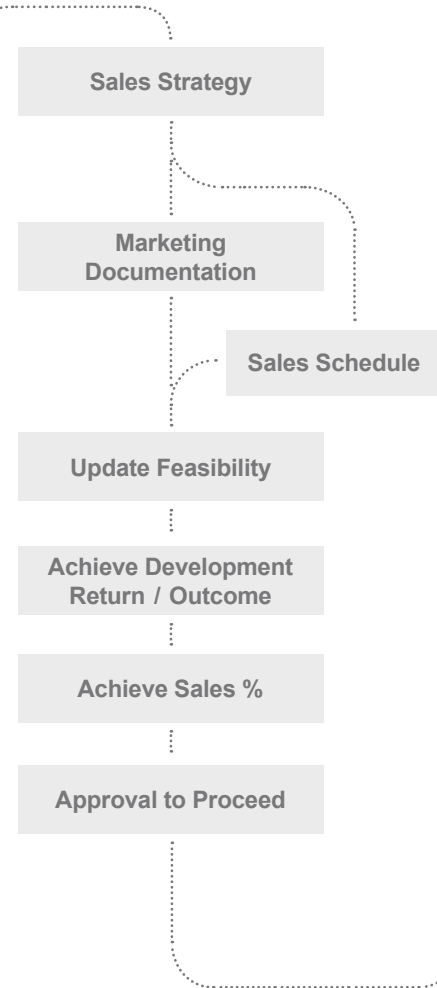 Sales Strategy
Marketing
Documentation
Sales Schedule
Update Feasibility
Achieve Development
Return / Outcome
Achieve Sales %
Approval to Proceed